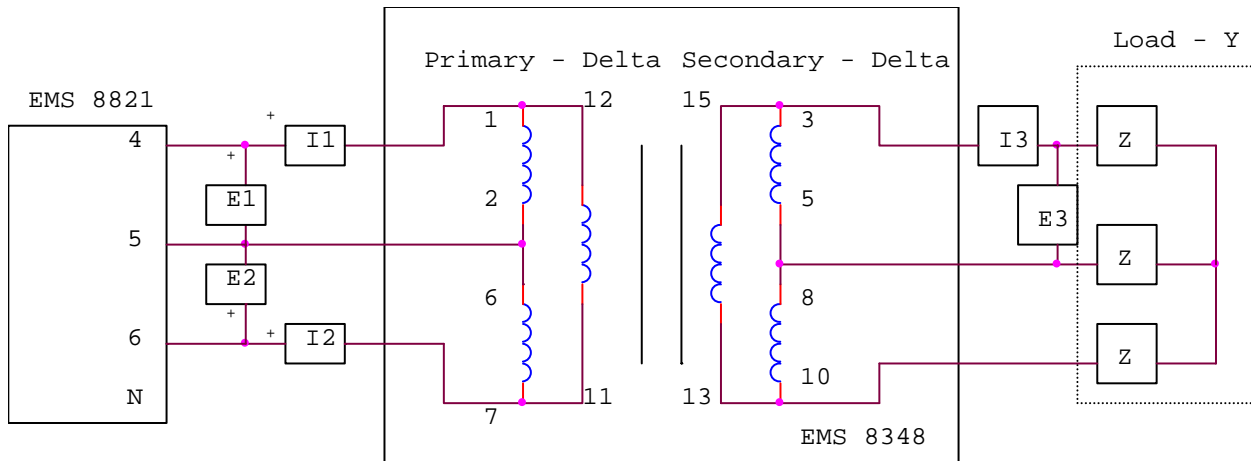 Load - Y
Primary - Delta Secondary - Delta
EMS 8821
12 15
1 3
+
4 I1 I3 Z
+
2 5
E1 E3
5 Z
E2
6 8
+ +
6 I2 Z
10
N 11 13
7
EMS 8348